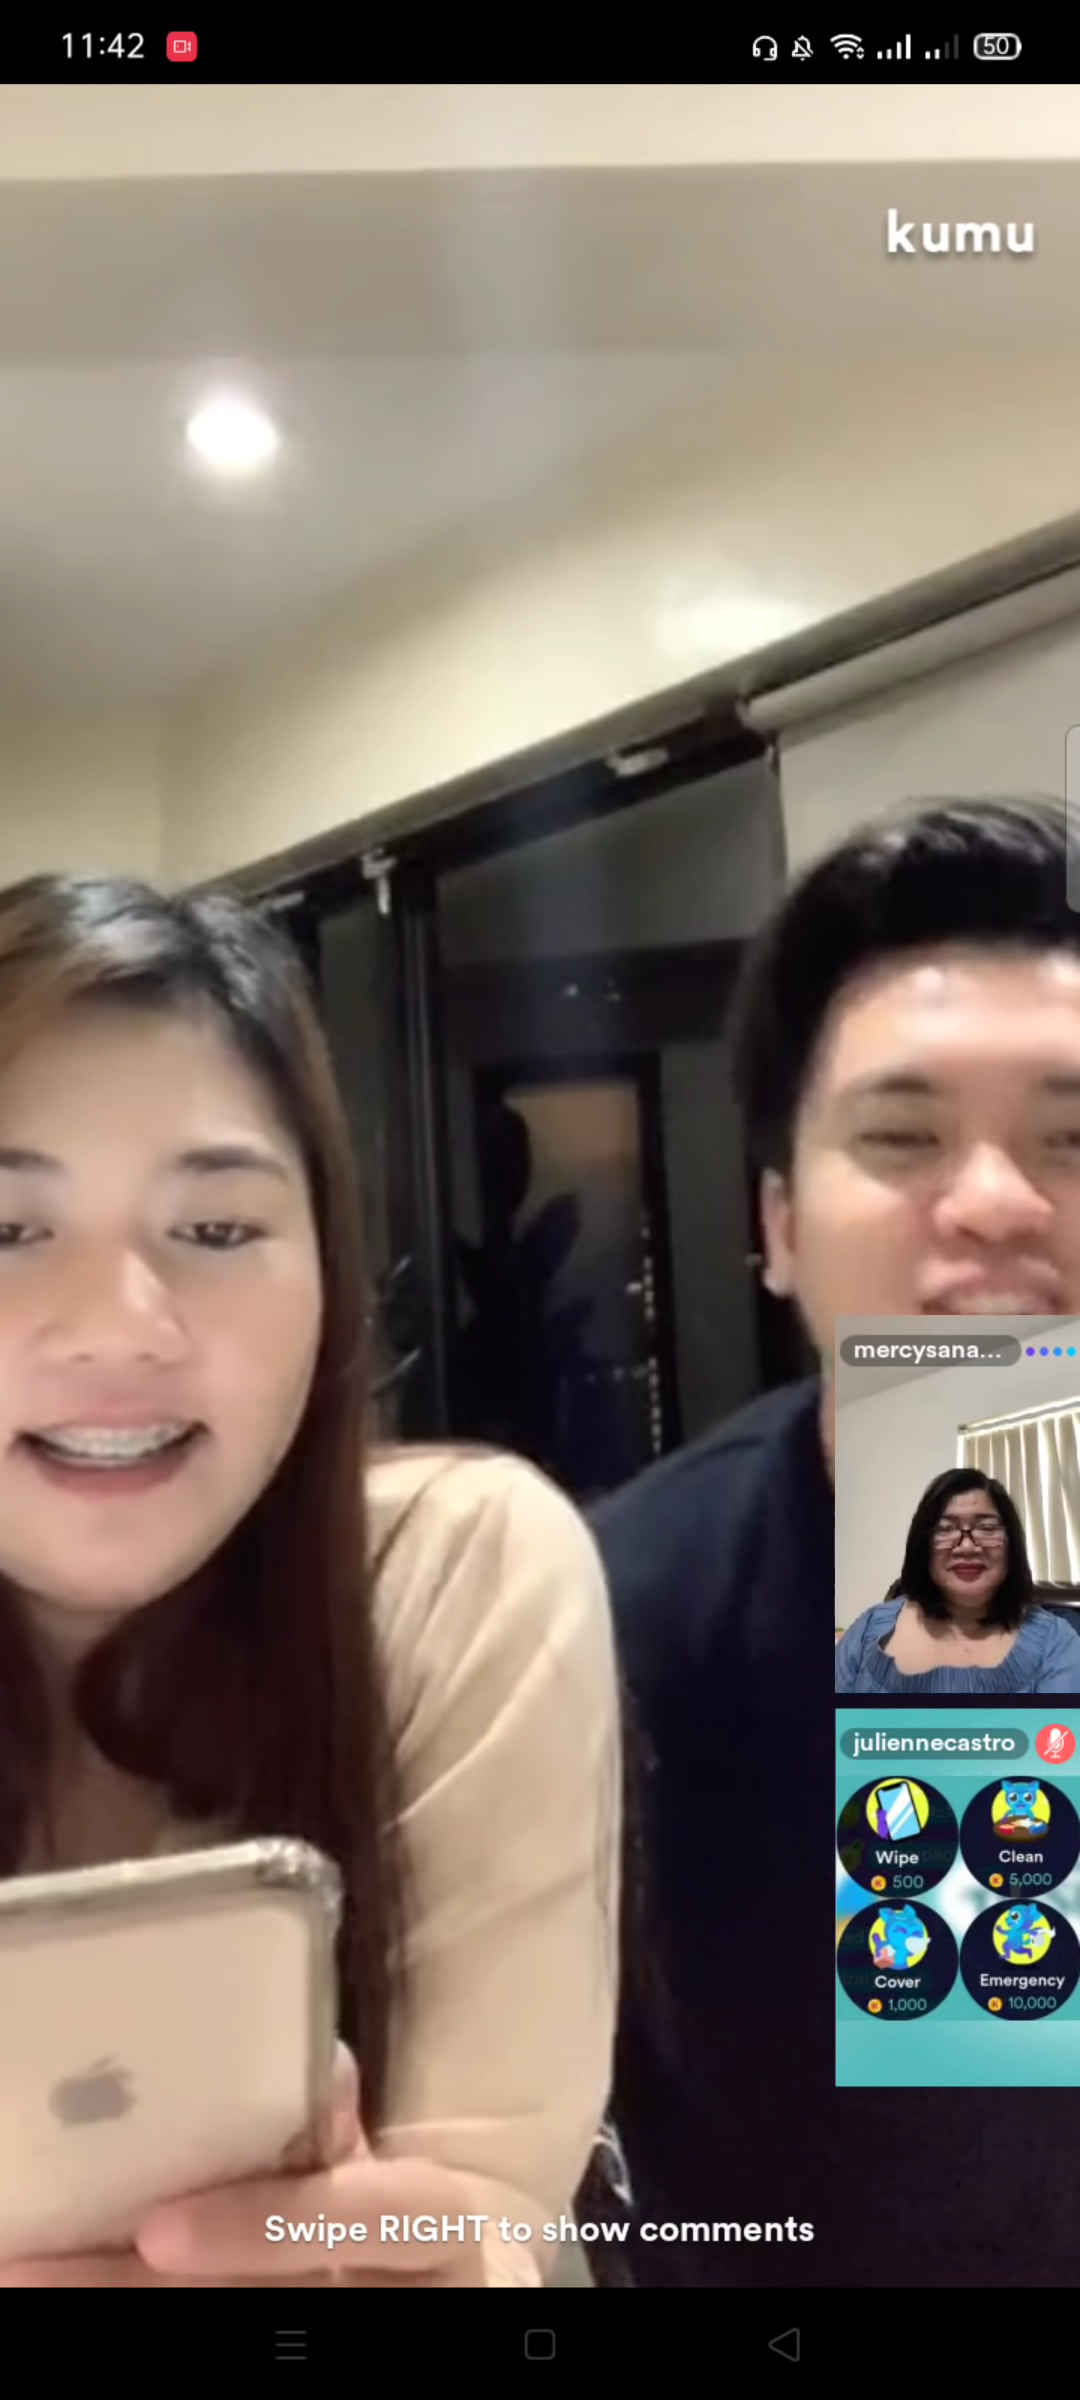 11:42
50
kumu
mercysana...
juliennecastro
Wipe
500
Clean
5,000
Cover
1,000
Emergency
10,000
Swipe RIGHT to show comments